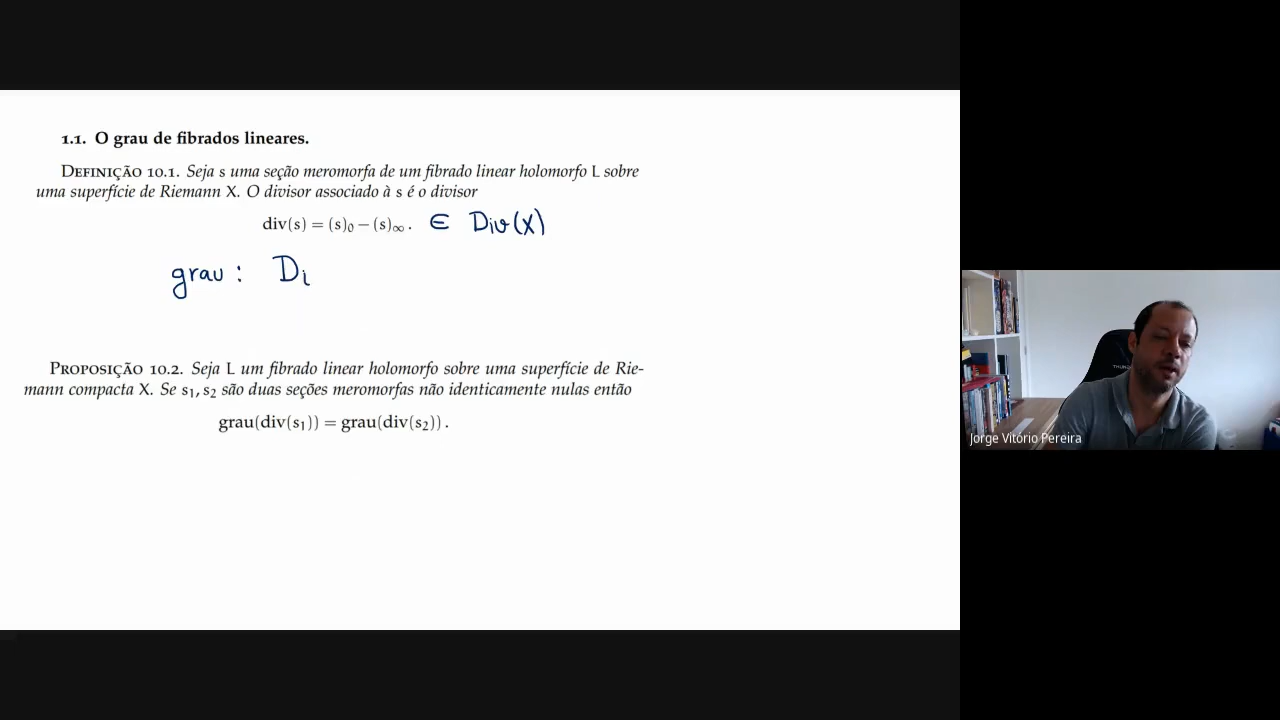 1.1. O grau de fibrados lineares.
Definição 10.1. Seja s uma seção meromorfa de um fibrado linear holomorfo L sobre
uma superfície de Riemann X. O divisor associado à s é o divisor
div(s) = (s)₀ − (s)∞ . ∈ Div(X)
grau : Di
Proposição 10.2. Seja L um fibrado linear holomorfo sobre uma superfície de Rie-
mann compacta X. Se s₁, s₂ são duas seções meromorfas não identicamente nulas então
grau(div(s₁)) = grau(div(s₂)) .
Jorge Vitório Pereira